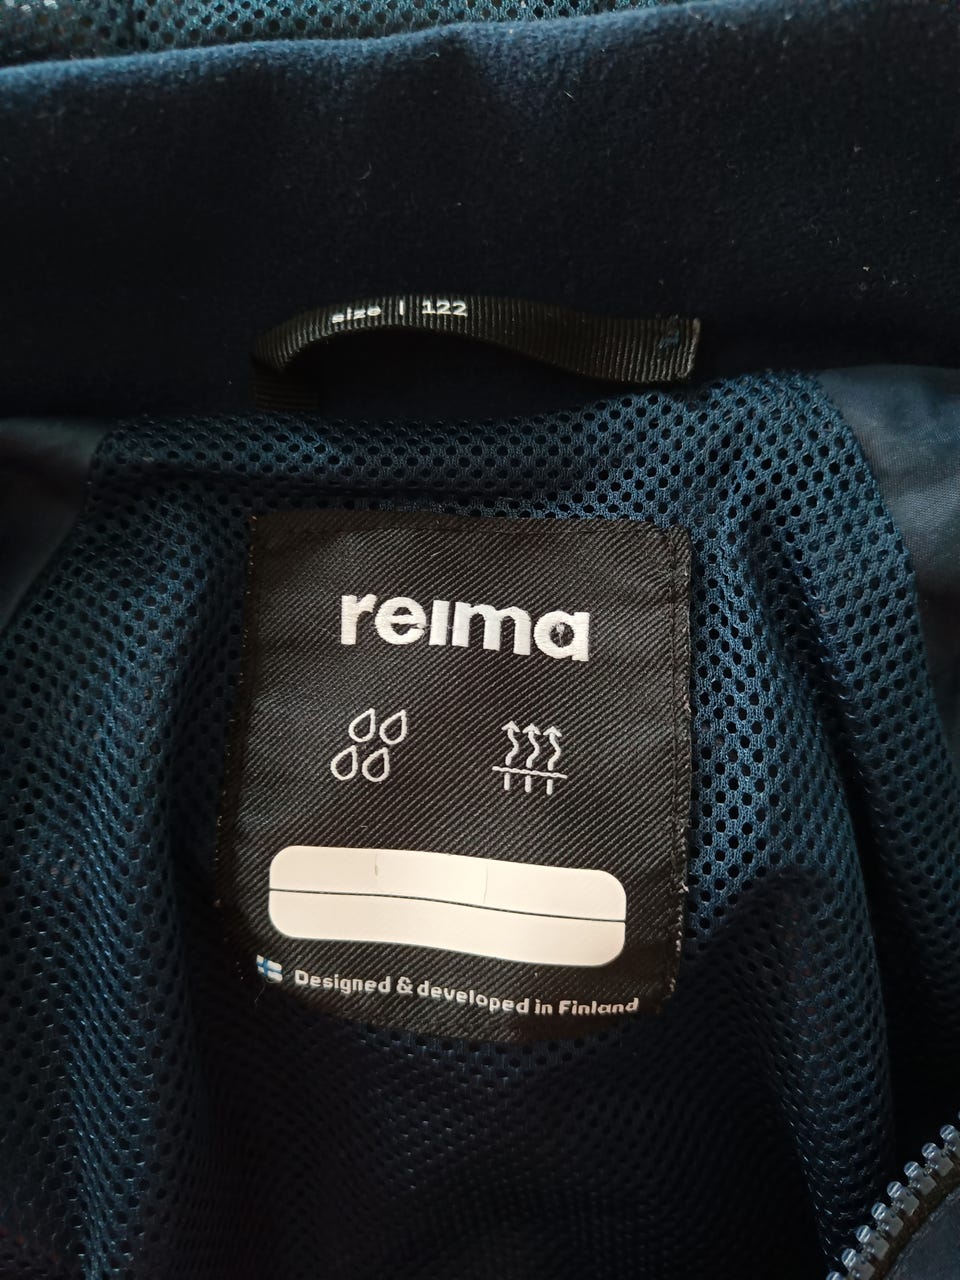 size | 122
reima
Designed & developed in Finland